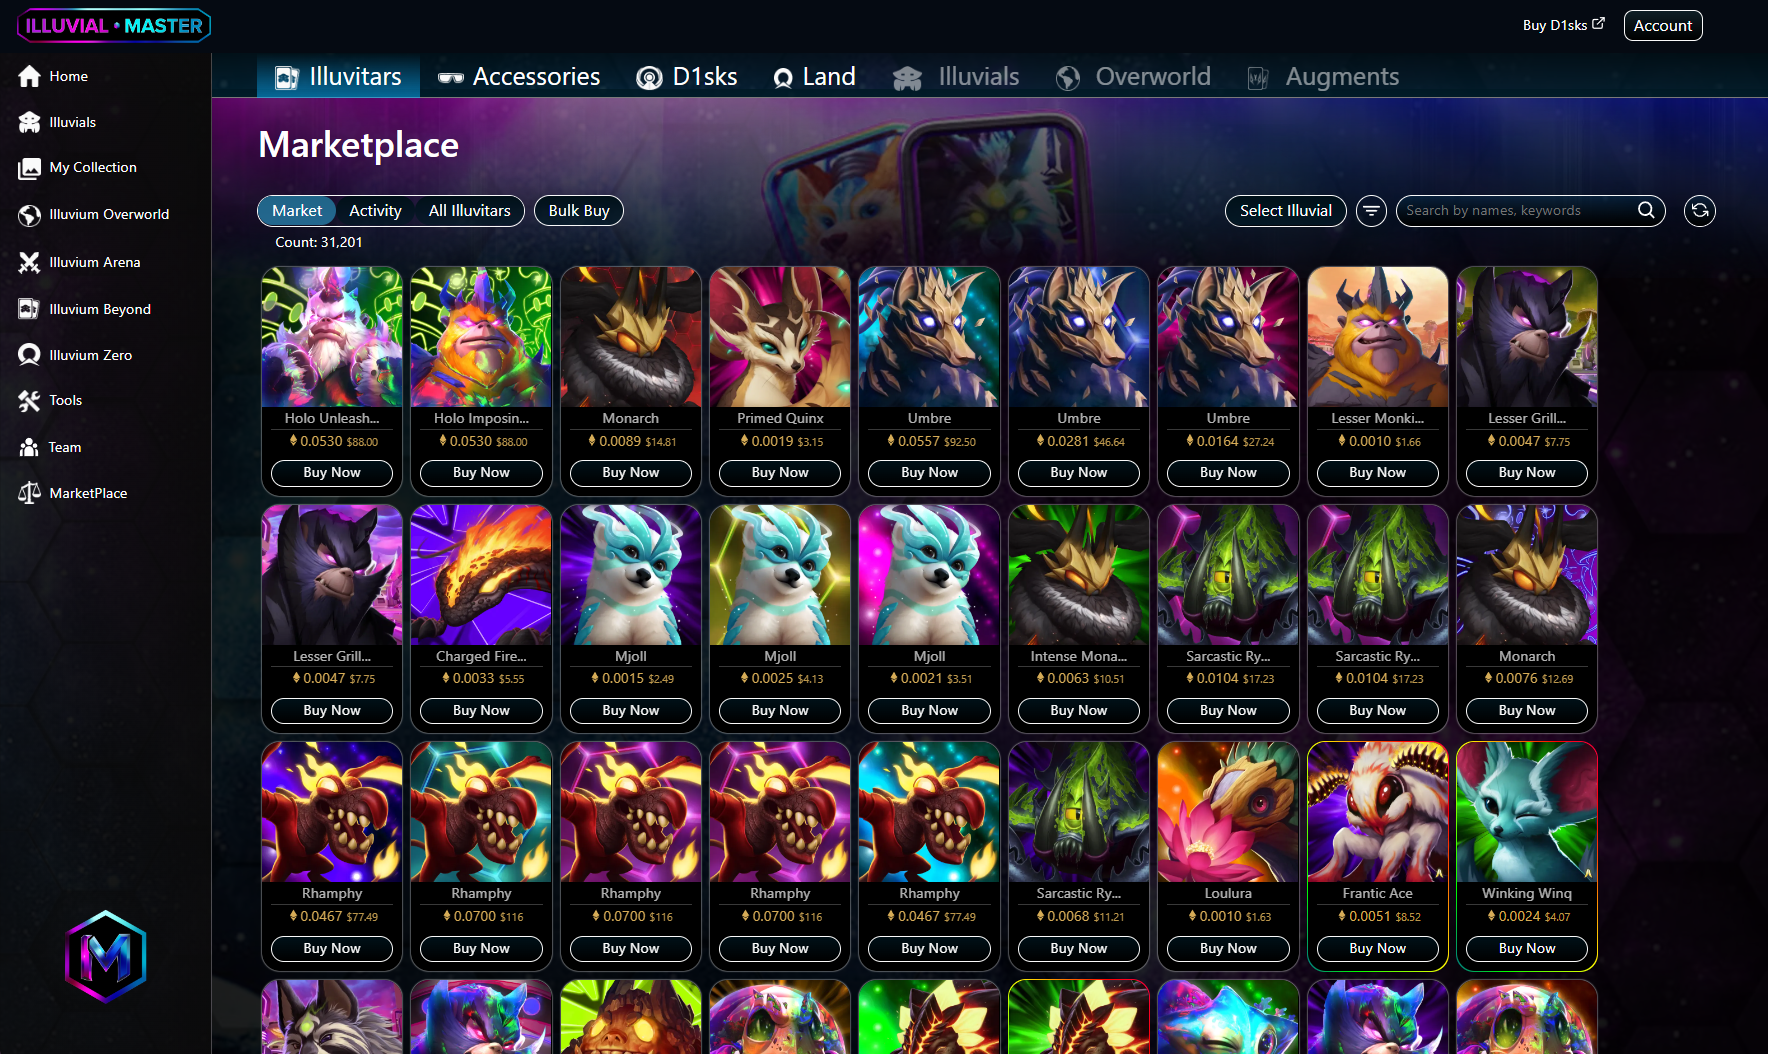 ILLUVIAL • MASTER
Buy D1sks
Account
Home
Illuvials
My Collection
Illuvium Overworld
Illuvium Arena
Illuvium Beyond
Illuvium Zero
Tools
Team
MarketPlace
Illuvitars Accessories D1sks Land Illuvials Overworld Augments
Marketplace
Market Activity All Illuvitars Bulk Buy
Select Illuvial Search by names, keywords
Count: 31,201
Holo Unleash... Holo Imposin... Monarch Primed Quinx Umbre Umbre Umbre Lesser Monki... Lesser Grill...
0.0530 $88.00 0.0530 $88.00 0.0089 $14.81 0.0019 $3.15 0.0557 $92.50 0.0281 $46.64 0.0164 $27.24 0.0010 $1.66 0.0047 $7.75
Buy Now Buy Now Buy Now Buy Now Buy Now Buy Now Buy Now Buy Now Buy Now
Lesser Grill... Charged Fire... Mjoll Mjoll Mjoll Intense Mona... Sarcastic Ry... Sarcastic Ry... Monarch
0.0047 $7.75 0.0033 $5.55 0.0015 $2.49 0.0025 $4.13 0.0021 $3.51 0.0063 $10.51 0.0104 $17.23 0.0104 $17.23 0.0076 $12.69
Buy Now Buy Now Buy Now Buy Now Buy Now Buy Now Buy Now Buy Now Buy Now
Rhamphy Rhamphy Rhamphy Rhamphy Rhamphy Sarcastic Ry... Loulura Frantic Ace Winking Winq
0.0467 $77.49 0.0700 $116 0.0700 $116 0.0700 $116 0.0467 $77.49 0.0068 $11.21 0.0010 $1.63 0.0051 $8.52 0.0024 $4.07
Buy Now Buy Now Buy Now Buy Now Buy Now Buy Now Buy Now Buy Now Buy Now
M